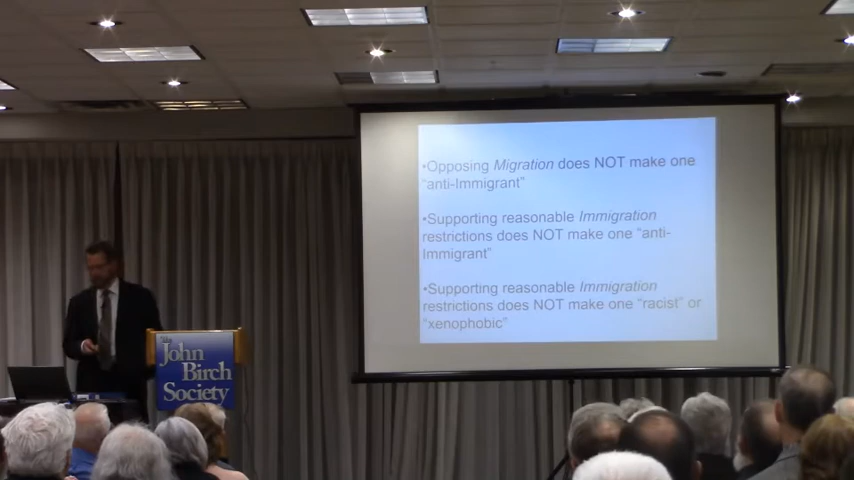 •Opposing Migration does NOT make one
"anti-Immigrant"
•Supporting reasonable Immigration
restrictions does NOT make one "anti-
Immigrant"
•Supporting reasonable Immigration
restrictions does NOT make one "racist" or
"xenophobic"
The
John
Birch
Society